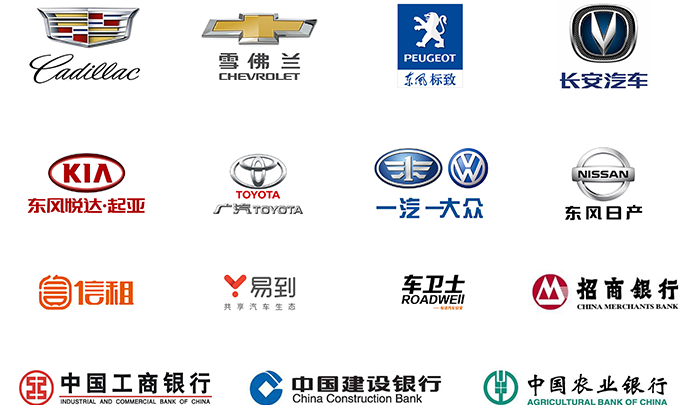 Cadillac
雪佛兰
CHEVROLET
PEUGEOT
东风标致
长安汽车
KIA
东风悦达·起亚
TOYOTA
广汽TOYOTA
一汽一大众
NISSAN
东风日产
信租
易到
共享汽车生态
车卫士
ROADWELL
招商银行
CHINA MERCHANTS BANK
中国工商银行
INDUSTRIAL AND COMMERCIAL BANK OF CHINA
中国建设银行
China Construction Bank
中国农业银行
AGRICULTURAL BANK OF CHINA